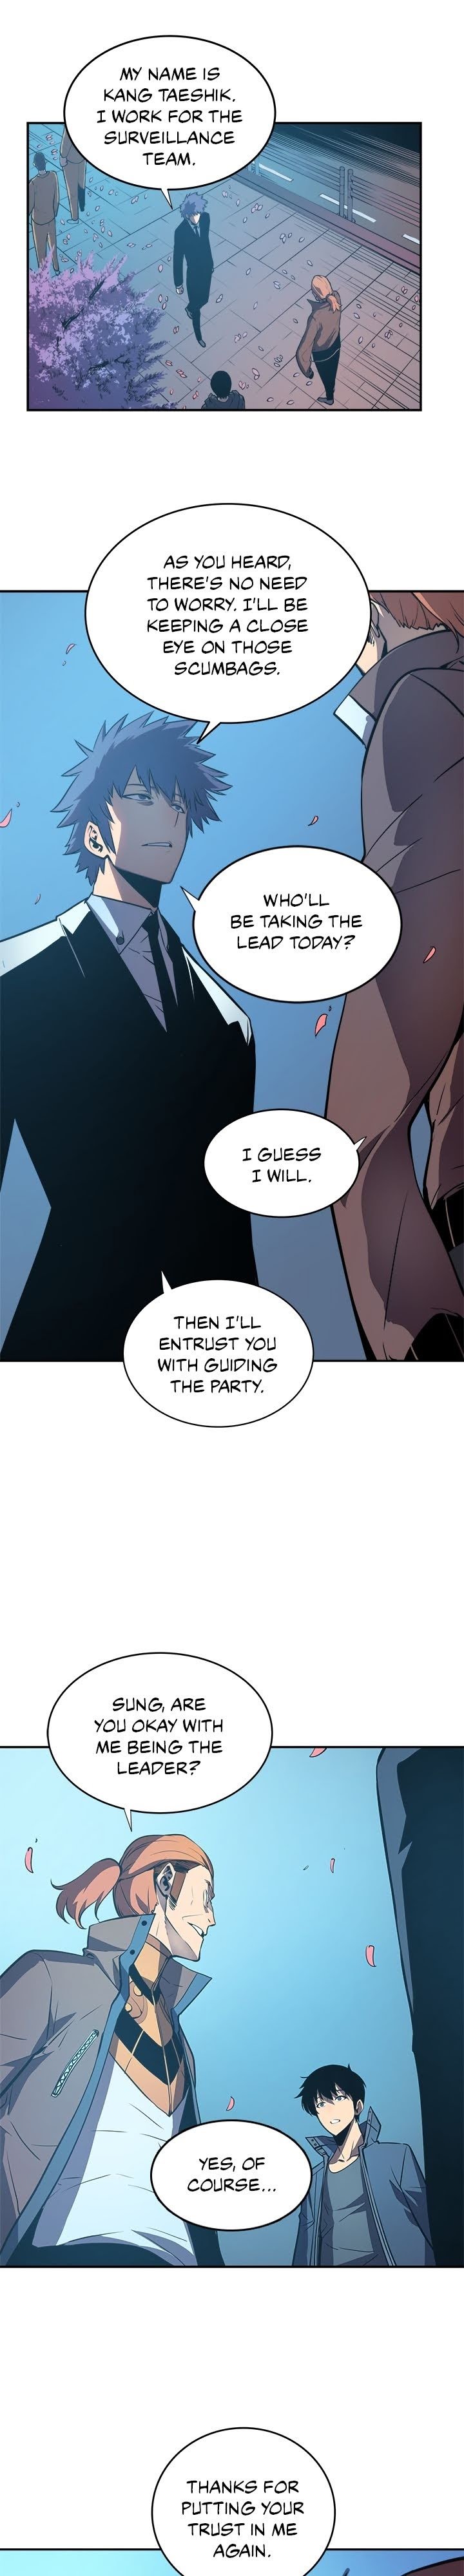 MY NAME IS
KANG TAESHIK.
I WORK FOR THE
SURVEILLANCE
TEAM.
AS YOU HEARD,
THERE'S NO NEED
TO WORRY. I'LL BE
KEEPING A CLOSE
EYE ON THOSE
SCUMBAGS.
WHO'LL
BE TAKING THE
LEAD TODAY?
I GUESS
I WILL.
THEN I'LL
ENTRUST YOU
WITH GUIDING
THE PARTY.
SUNG, ARE
YOU OKAY WITH
ME BEING THE
LEADER?
YES, OF
COURSE...
THANKS FOR
PUTTING YOUR
TRUST IN ME
AGAIN.